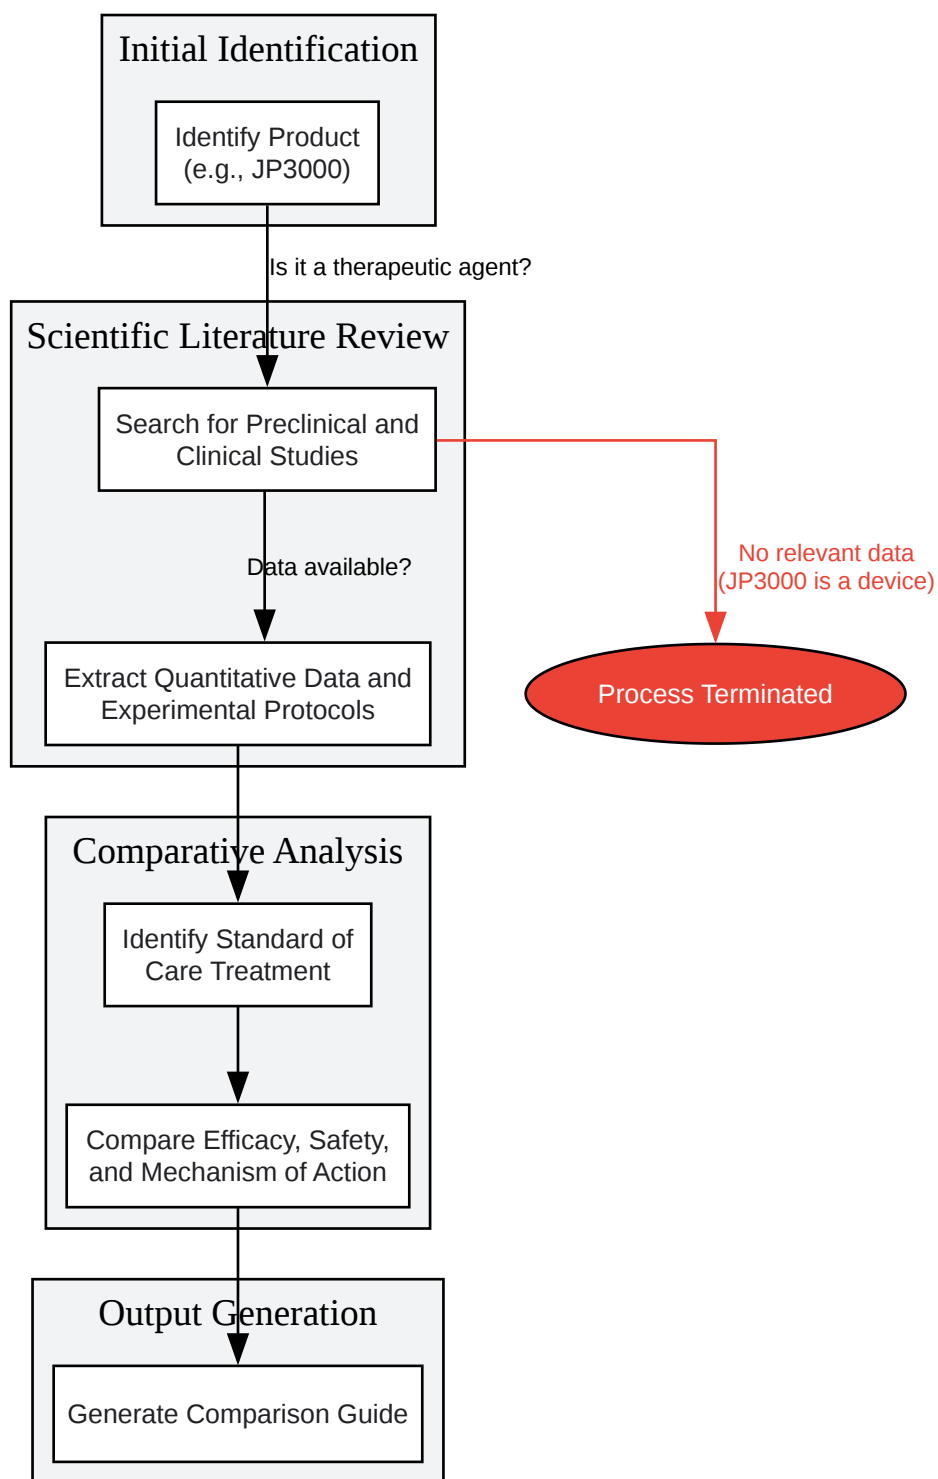 Initial Identification
Identify Product
(e.g., JP3000)
Is it a therapeutic agent?
Scientific Literature Review
Search for Preclinical and
Clinical Studies
Data available?
No relevant data
(JP3000 is a device)
Extract Quantitative Data and
Experimental Protocols
Process Terminated
Comparative Analysis
Identify Standard of
Care Treatment
Compare Efficacy, Safety,
and Mechanism of Action
Output Generation
Generate Comparison Guide